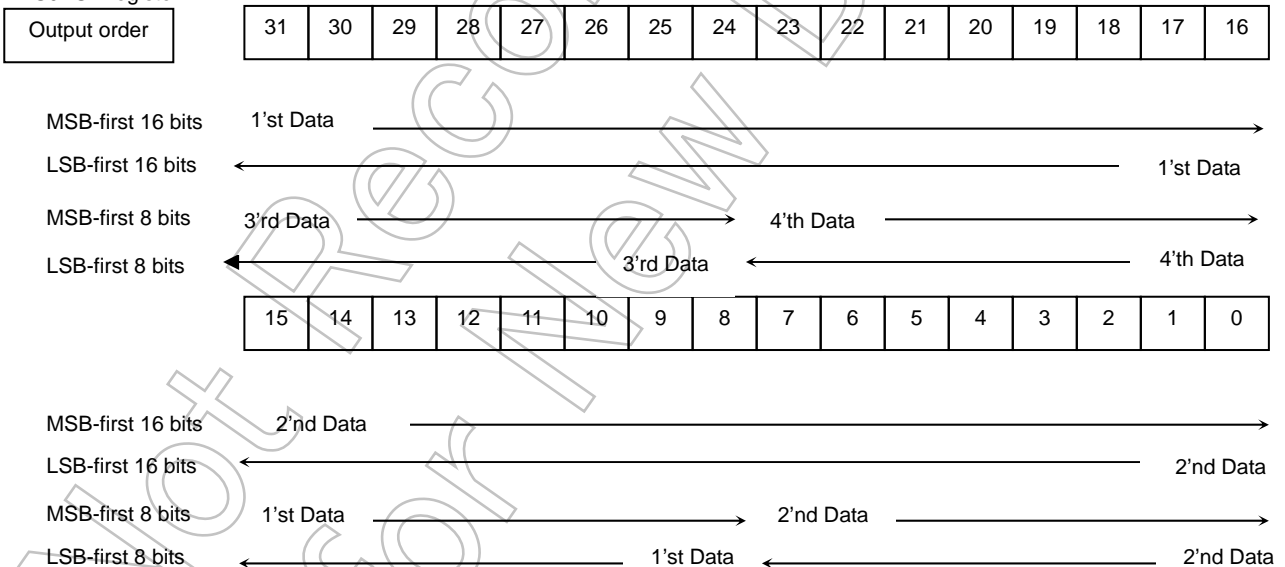 Output order
31 30 29 28 27 26 25 24 23 22 21 20 19 18 17 16
MSB-first 16 bits 1'st Data
LSB-first 16 bits 1'st Data
MSB-first 8 bits 3'rd Data 4'th Data
LSB-first 8 bits 3'rd Data 4'th Data
15 14 13 12 11 10 9 8 7 6 5 4 3 2 1 0
MSB-first 16 bits 2'nd Data
LSB-first 16 bits 2'nd Data
MSB-first 8 bits 1'st Data 2'nd Data
LSB-first 8 bits 1'st Data 2'nd Data
Not Reco
for New D